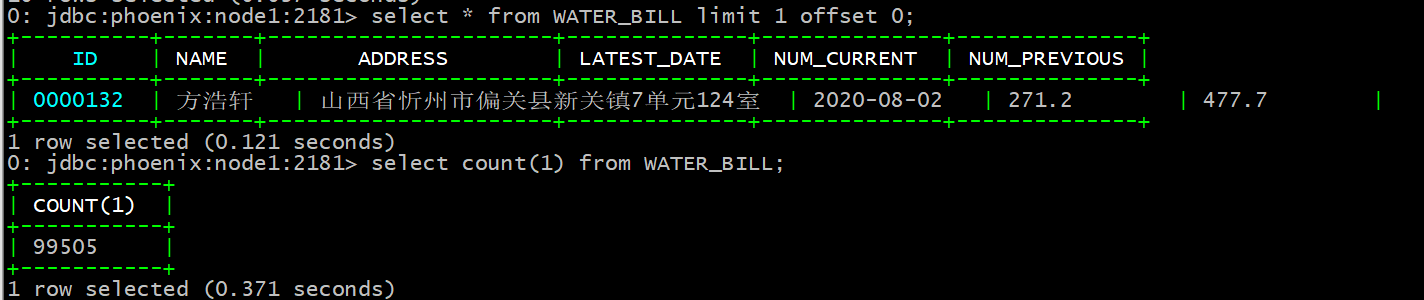 0: jdbc:phoenix:node1:2181> select * from WATER_BILL limit 1 offset 0;
+----------+-------+--------------------+-------------+-------------+-------------+
| ID | NAME | ADDRESS | LATEST_DATE | NUM_CURRENT | NUM_PREVIOUS |
+----------+-------+--------------------+-------------+-------------+-------------+
| 0000132 | 方浩轩 | 山西省忻州市偏关县新关镇7单元124室 | 2020-08-02 | 271.2 | 477.7 |
+----------+-------+--------------------+-------------+-------------+-------------+
1 row selected (0.121 seconds)
0: jdbc:phoenix:node1:2181> select count(1) from WATER_BILL;
+-----------+
| COUNT(1) |
+-----------+
| 99505 |
+-----------+
1 row selected (0.371 seconds)